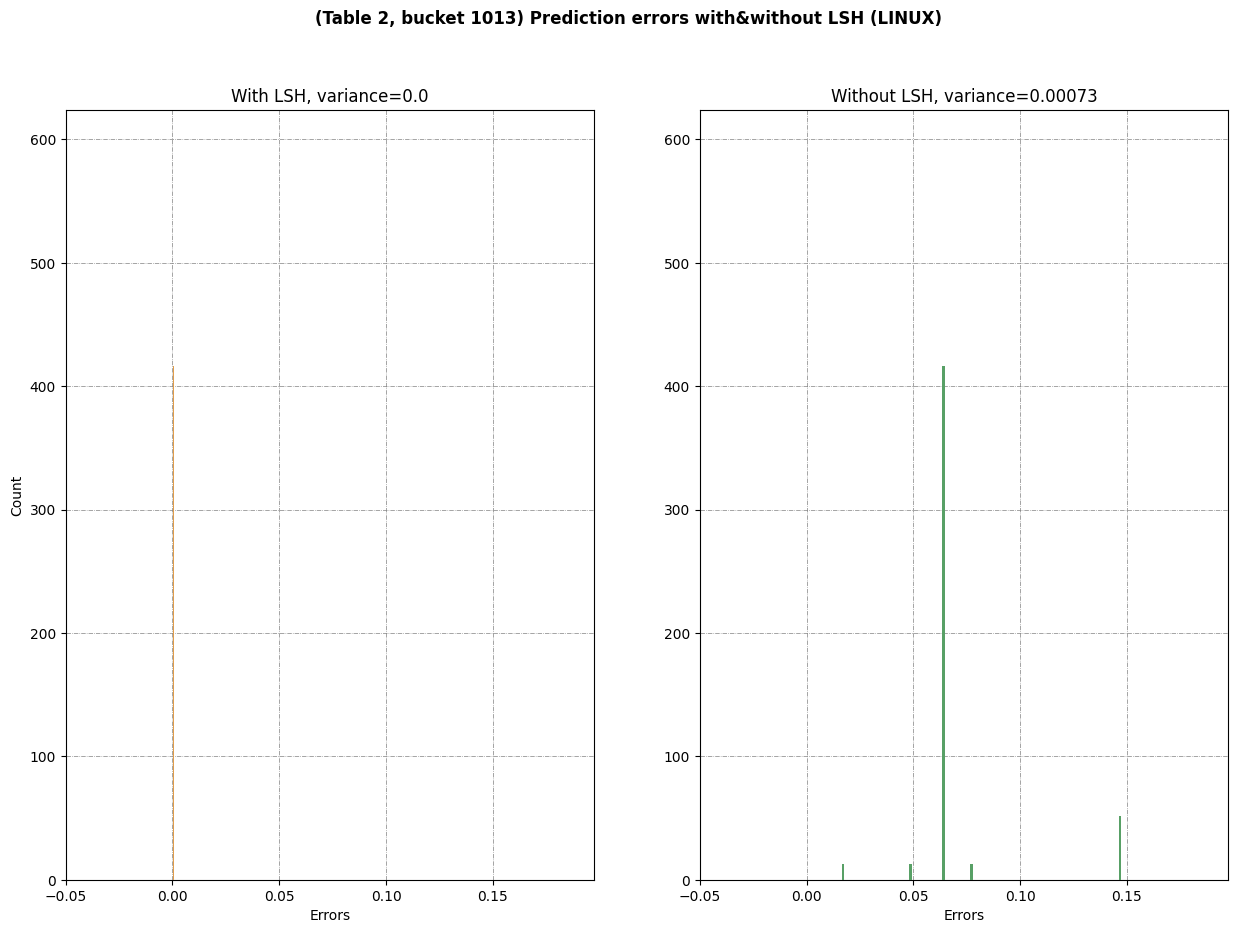 (Table 2, bucket 1013) Prediction errors with&without LSH (LINUX)
With LSH, variance=0.0
600
500
400
300
200
100
0
Count
−0.05 0.00 0.05 0.10 0.15
Errors
Without LSH, variance=0.00073
600
500
400
300
200
100
0
−0.05 0.00 0.05 0.10 0.15
Errors